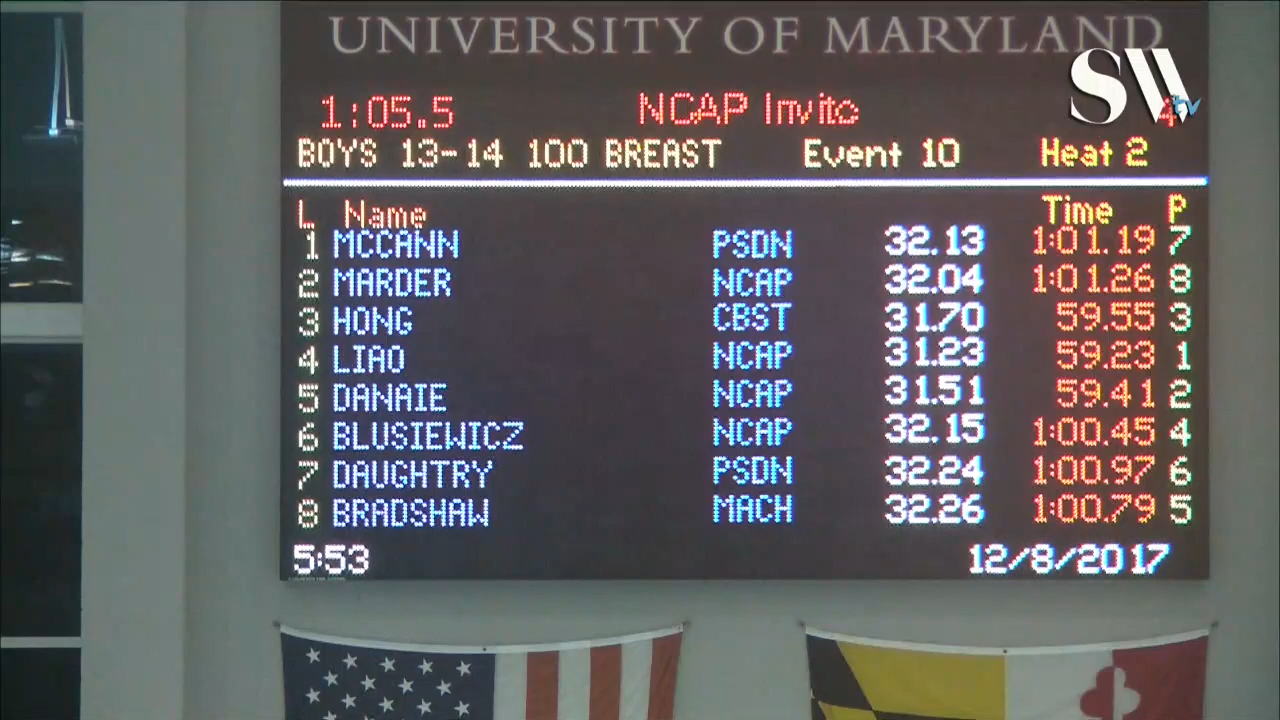 UNIVERSITY OF MARYLAND
SW tv
1:05.5 NCAP Invite
BOYS 13-14 100 BREAST Event 10 Heat 2
L Name Time P
1 MCCANN PSDN 32.13 1:01.19 7
2 MARDER NCAP 32.04 1:01.26 8
3 HONG CBST 31.70 59.55 3
4 LIAO NCAP 31.23 59.23 1
5 DANAIE NCAP 31.51 59.41 2
6 BLUSIEWICZ NCAP 32.15 1:00.45 4
7 DAUGHTRY PSDN 32.24 1:00.97 6
8 BRADSHAW MACH 32.26 1:00.79 5
5:53 12/8/2017